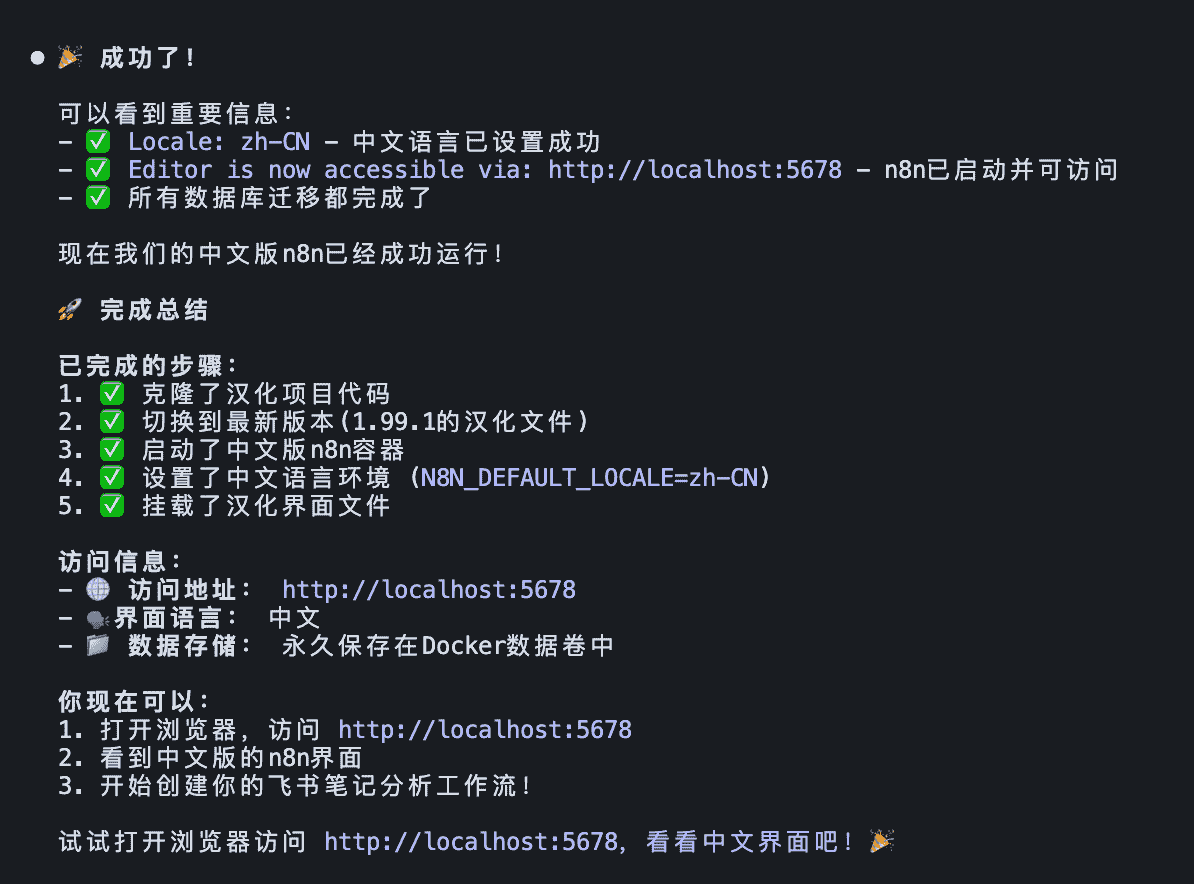 ● 🎉 成功了!
可以看到重要信息:
- ✅ Locale: zh-CN - 中文语言已设置成功
- ✅ Editor is now accessible via: http://localhost:5678 - n8n已启动并可访问
- ✅ 所有数据库迁移都完成了
现在我们的中文版n8n已经成功运行!
🚀 完成总结
已完成的步骤:
1. ✅ 克隆了汉化项目代码
2. ✅ 切换到最新版本(1.99.1的汉化文件)
3. ✅ 启动了中文版n8n容器
4. ✅ 设置了中文语言环境 (N8N_DEFAULT_LOCALE=zh-CN)
5. ✅ 挂载了汉化界面文件
访问信息:
- 🌐 访问地址: http://localhost:5678
- 🗣️界面语言: 中文
- 📁 数据存储: 永久保存在Docker数据卷中
你现在可以:
1. 打开浏览器, 访问 http://localhost:5678
2. 看到中文版的n8n界面
3. 开始创建你的飞书笔记分析工作流!
试试打开浏览器访问 http://localhost:5678, 看看中文界面吧! 🎉